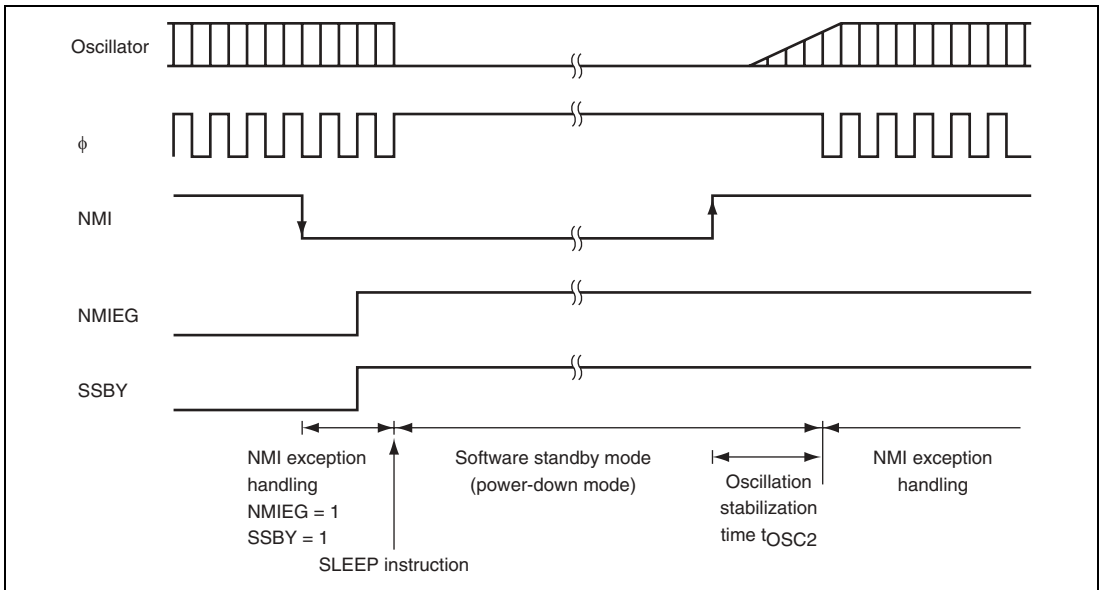 Oscillator
φ
NMI
NMIEG
SSBY
NMI exception
handling
NMIEG = 1
SSBY = 1
Software standby mode
(power-down mode)
Oscillation
stabilization
time tOSC2
NMI exception
handling
SLEEP instruction